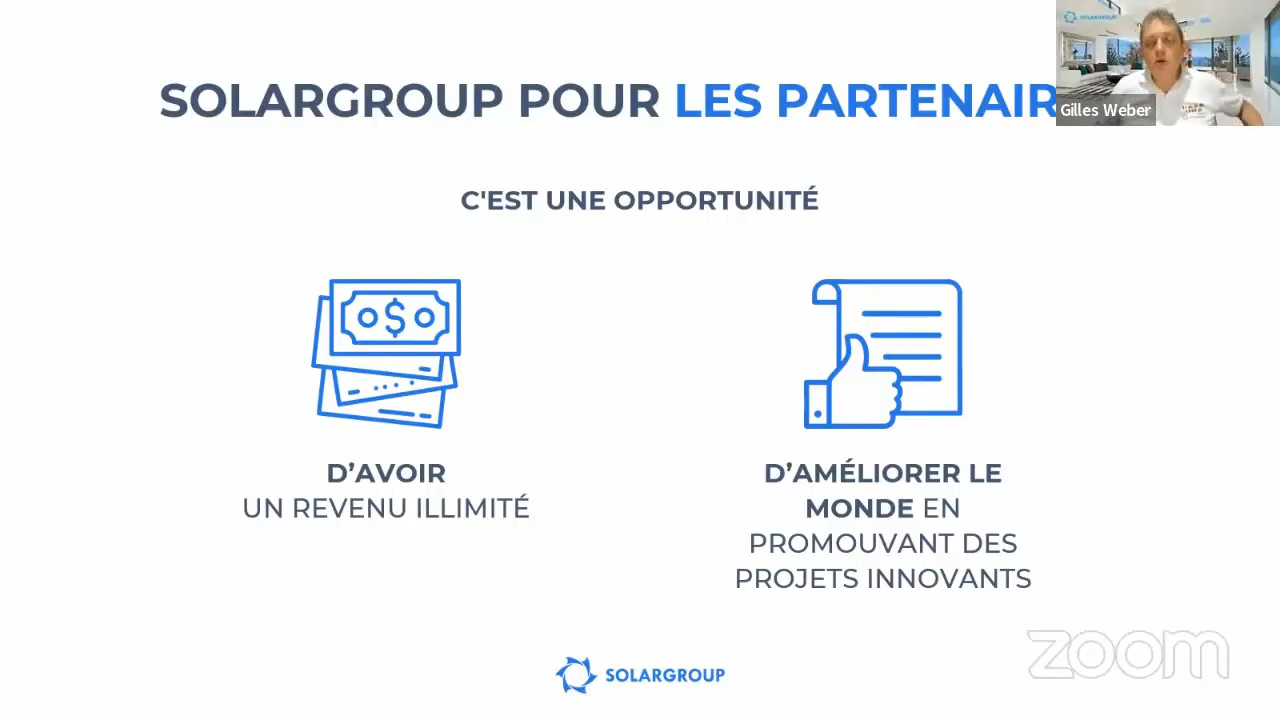 SOLARGROUP
SOLARGROUP POUR LES PARTENAIR
Gilles Weber
C'EST UNE OPPORTUNITÉ
$
D’AVOIR
UN REVENU ILLIMITÉ
D’AMÉLIORER LE
MONDE EN
PROMOUVANT DES
PROJETS INNOVANTS
zoom
SOLARGROUP